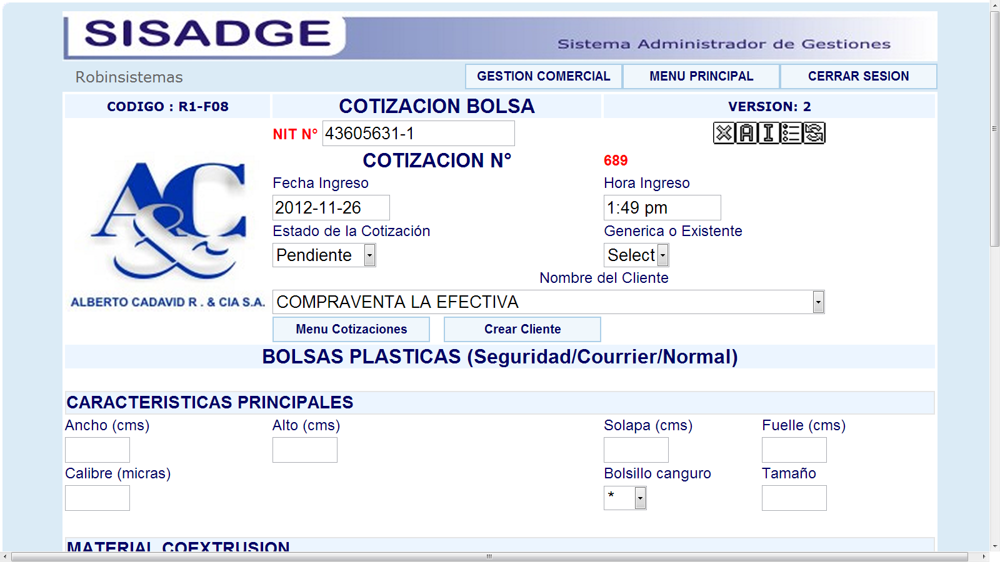 SISADGE
Sistema Administrador de Gestiones
Robinsistemas
GESTION COMERCIAL
MENU PRINCIPAL
CERRAR SESION
CODIGO : R1-F08
COTIZACION BOLSA
VERSION: 2
NIT N° 43605631-1
X A I
COTIZACION N° 689
Fecha Ingreso
Hora Ingreso
2012-11-26
1:49 pm
Estado de la Cotización
Generica o Existente
Pendiente
Select
Nombre del Cliente
COMPRAVENTA LA EFECTIVA
A&C
ALBERTO CADAVID R . & CIA S.A.
Menu Cotizaciones
Crear Cliente
BOLSAS PLASTICAS (Seguridad/Courrier/Normal)
CARACTERISTICAS PRINCIPALES
Ancho (cms)
Alto (cms)
Solapa (cms)
Fuelle (cms)
Calibre (micras)
Bolsillo canguro
Tamaño
*
MATERIAL COEXTRUSION